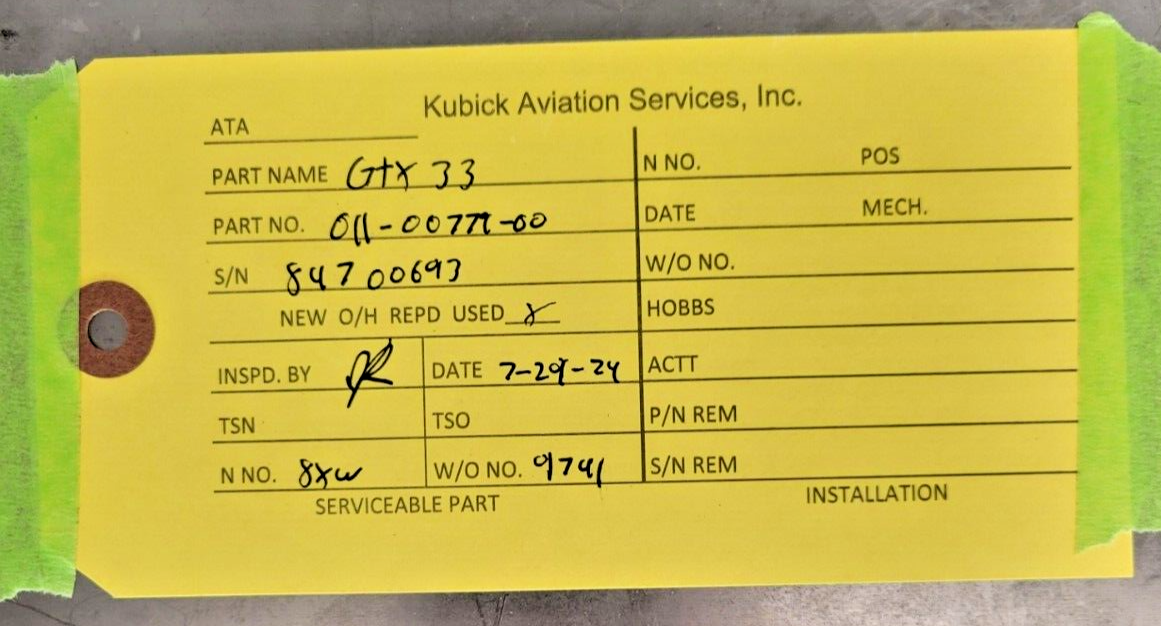 Kubick Aviation Services, Inc.
ATA
PART NAME GTX 33
PART NO. 011-00779-00
S/N 84700693
NEW O/H REPD USED X
INSPD. BY
DATE 7-29-24
TSN
TSO
N NO. 8XW
W/O NO. 9741
SERVICEABLE PART
N NO. POS
DATE MECH.
W/O NO.
HOBBS
ACTT
P/N REM
S/N REM
INSTALLATION